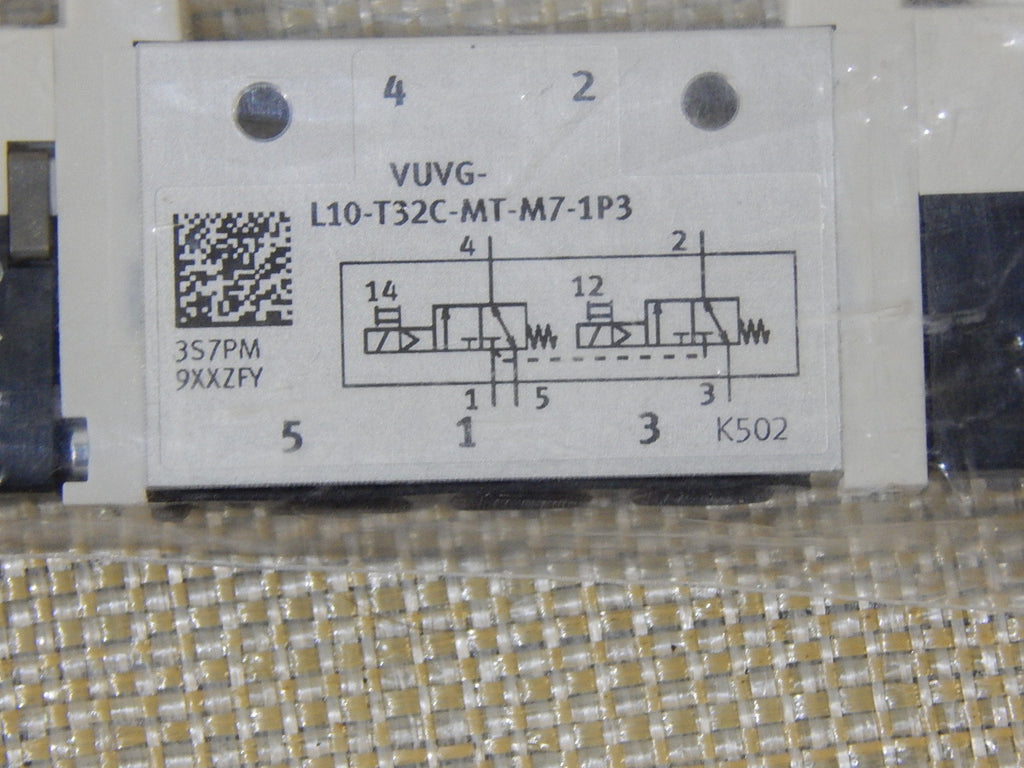 4 2
VUVG-
L10-T32C-MT-M7-1P3
4 2
14 12
3S7PM
9XXZFY
1 5 3
5 1 3 K502